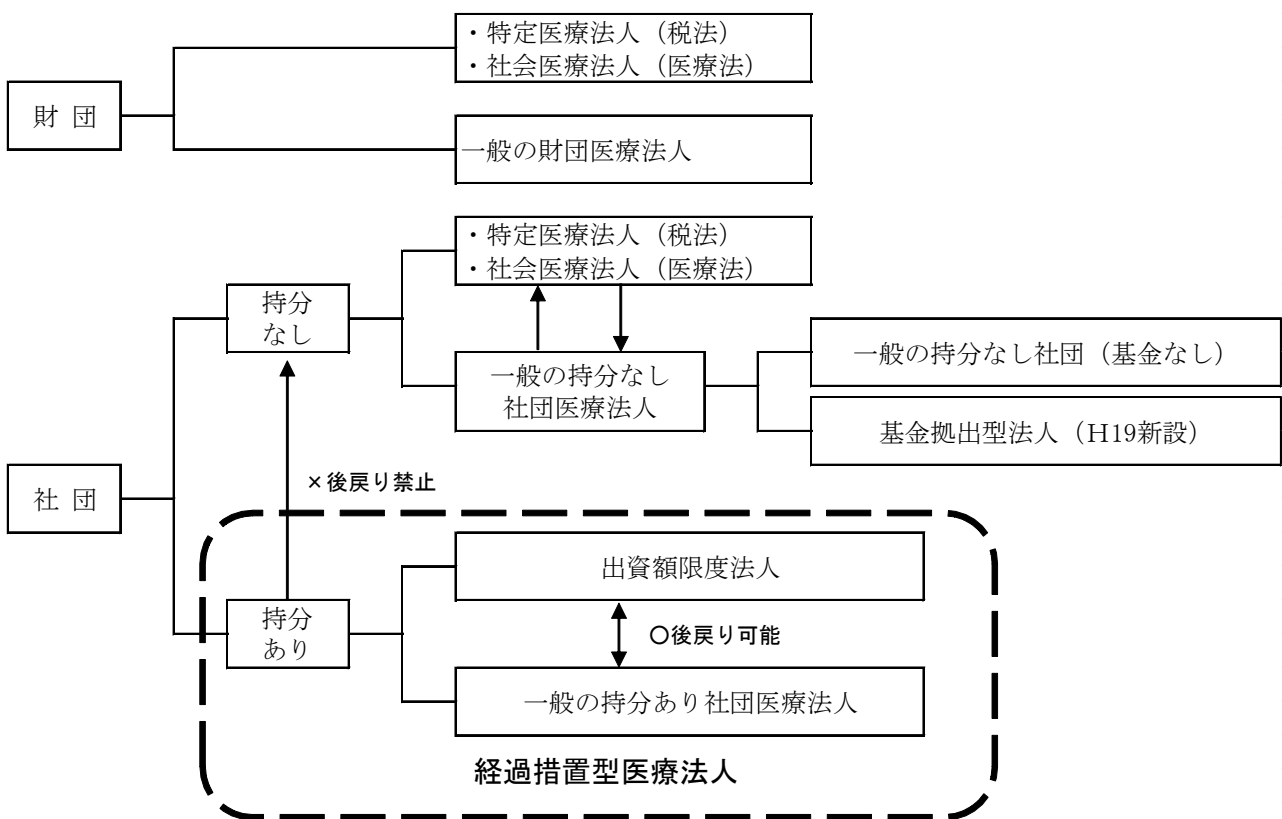 ・特定医療法人（税法）
・社会医療法人（医療法）
財 団
一般の財団医療法人
・特定医療法人（税法）
・社会医療法人（医療法）
持分
なし
一般の持分なし
社団医療法人
一般の持分なし社団（基金なし）
基金拠出型法人（H19新設）
社 団
×後戻り禁止
出資額限度法人
持分
あり
○後戻り可能
一般の持分あり社団医療法人
経過措置型医療法人